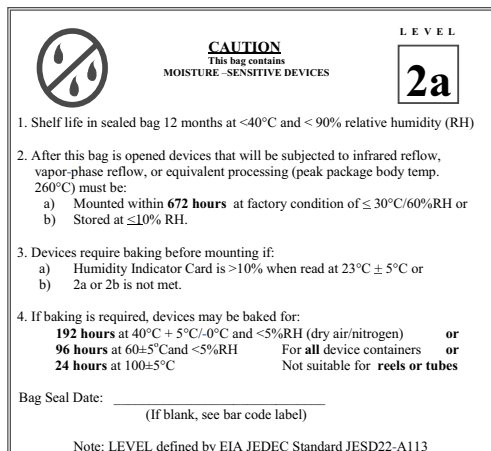 LEVEL
CAUTION
This bag contains
MOISTURE –SENSITIVE DEVICES
2a
1. Shelf life in sealed bag 12 months at <40°C and < 90% relative humidity (RH)
2. After this bag is opened devices that will be subjected to infrared reflow,
vapor-phase reflow, or equivalent processing (peak package body temp.
260°C) must be:
a) Mounted within 672 hours at factory condition of ≤ 30°C/60%RH or
b) Stored at ≤10% RH.
3. Devices require baking before mounting if:
a) Humidity Indicator Card is >10% when read at 23°C ± 5°C or
b) 2a or 2b is not met.
4. If baking is required, devices may be baked for:
192 hours at 40°C + 5°C/-0°C and <5%RH (dry air/nitrogen) or
96 hours at 60±5°Cand <5%RH For all device containers or
24 hours at 100±5°C Not suitable for reels or tubes
Bag Seal Date: ______________________________
(If blank, see bar code label)
Note: LEVEL defined by EIA JEDEC Standard JESD22-A113